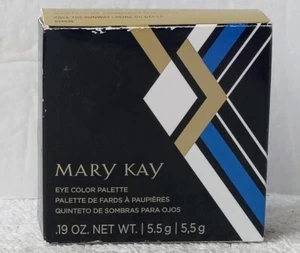 MARY KAY
EYE COLOR PALETTE
PALETTE DE FARDS À PAUPIÈRES
QUINTETO DE SOMBRAS PARA OJOS
.19 OZ. NET WT. | 5.5 g | 5,5 g